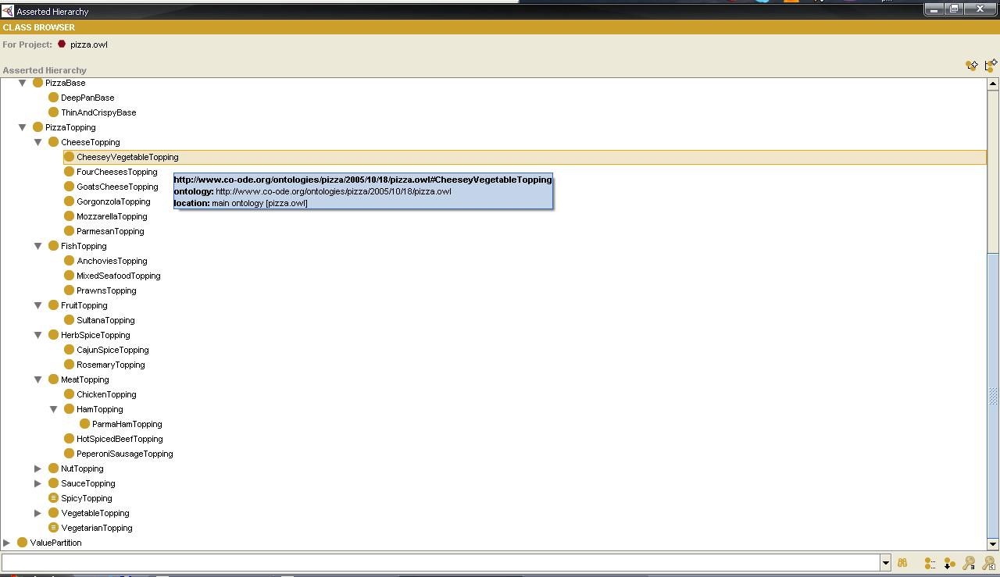 Asserted Hierarchy
CLASS BROWSER
For Project: pizza.owl
Asserted Hierarchy
PizzaBase
DeepPanBase
ThinAndCrispyBase
PizzaTopping
CheeseTopping
CheeseyVegetableTopping
FourCheesesTopping
http://www.co-ode.org/ontologies/pizza/2005/10/18/pizza.owl#CheeseyVegetableTopping
GoatsCheeseTopping
ontology: http://www.co-ode.org/ontologies/pizza/2005/10/18/pizza.owl
GorgonzolaTopping
location: main ontology [pizza.owl]
MozzarellaTopping
ParmesanTopping
FishTopping
AnchoviesTopping
MixedSeafoodTopping
PrawnsTopping
FruitTopping
SultanaTopping
HerbSpiceTopping
CajunSpiceTopping
RosemaryTopping
MeatTopping
ChickenTopping
HamTopping
ParmaHamTopping
HotSpicedBeefTopping
PeperoniSausageTopping
NutTopping
SauceTopping
SpicyTopping
VegetableTopping
VegetarianTopping
ValuePartition